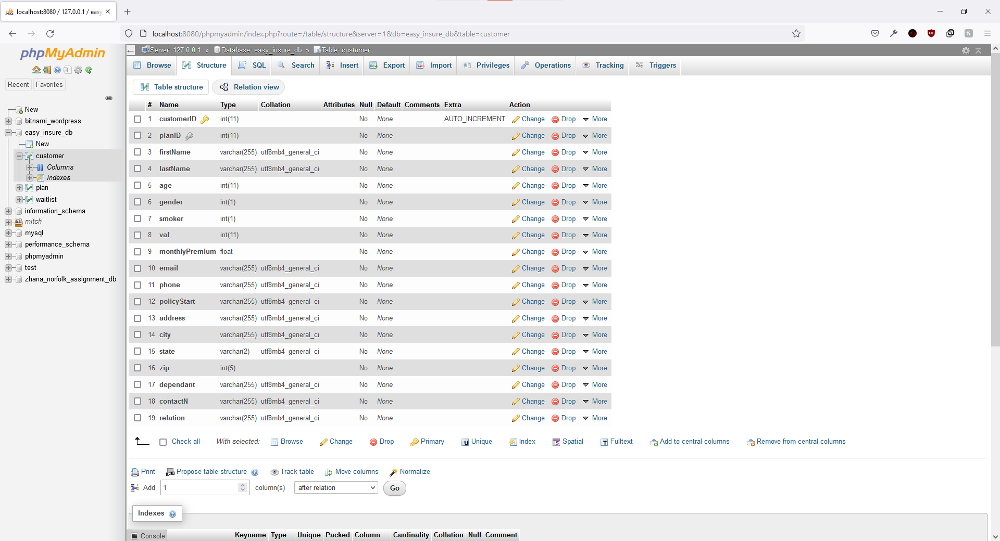 localhost:8080 / 127.0.0.1 / easy_
localhost:8080/phpmyadmin/index.php?route=/table/structure&server=1&db=easy_insure_db&table=customer
phpMyAdmin
Recent Favorites
New
bitnami_wordpress
easy_insure_db
New
customer
Columns
Indexes
plan
waitlist
information_schema
mitch
mysql
performance_schema
phpmyadmin
test
zhana_norfolk_assignment_db
Server: 127.0.0.1 » Database: easy_insure_db » Table: customer
Browse Structure SQL Search Insert Export Import Privileges Operations Tracking Triggers
Table structure Relation view
# Name Type Collation Attributes Null Default Comments Extra Action
1 customerID int(11) No None AUTO_INCREMENT Change Drop More
2 planID int(11) No None Change Drop More
3 firstName varchar(255) utf8mb4_general_ci No None Change Drop More
4 lastName varchar(255) utf8mb4_general_ci No None Change Drop More
5 age int(11) No None Change Drop More
6 gender int(1) No None Change Drop More
7 smoker int(1) No None Change Drop More
8 val int(11) No None Change Drop More
9 monthlyPremium float No None Change Drop More
10 email varchar(255) utf8mb4_general_ci No None Change Drop More
11 phone varchar(255) utf8mb4_general_ci No None Change Drop More
12 policyStart varchar(255) utf8mb4_general_ci No None Change Drop More
13 address varchar(255) utf8mb4_general_ci No None Change Drop More
14 city varchar(255) utf8mb4_general_ci No None Change Drop More
15 state varchar(2) utf8mb4_general_ci No None Change Drop More
16 zip int(5) No None Change Drop More
17 dependant varchar(255) utf8mb4_general_ci No None Change Drop More
18 contactN varchar(255) utf8mb4_general_ci No None Change Drop More
19 relation varchar(255) utf8mb4_general_ci No None Change Drop More
Check all With selected: Browse Change Drop Primary Unique Index Spatial Fulltext Add to central columns Remove from central columns
Print Propose table structure Track table Move columns Normalize
Add 1 column(s) after relation Go
Indexes
Console Keyname Type Unique Packed Column Cardinality Collation Null Comment